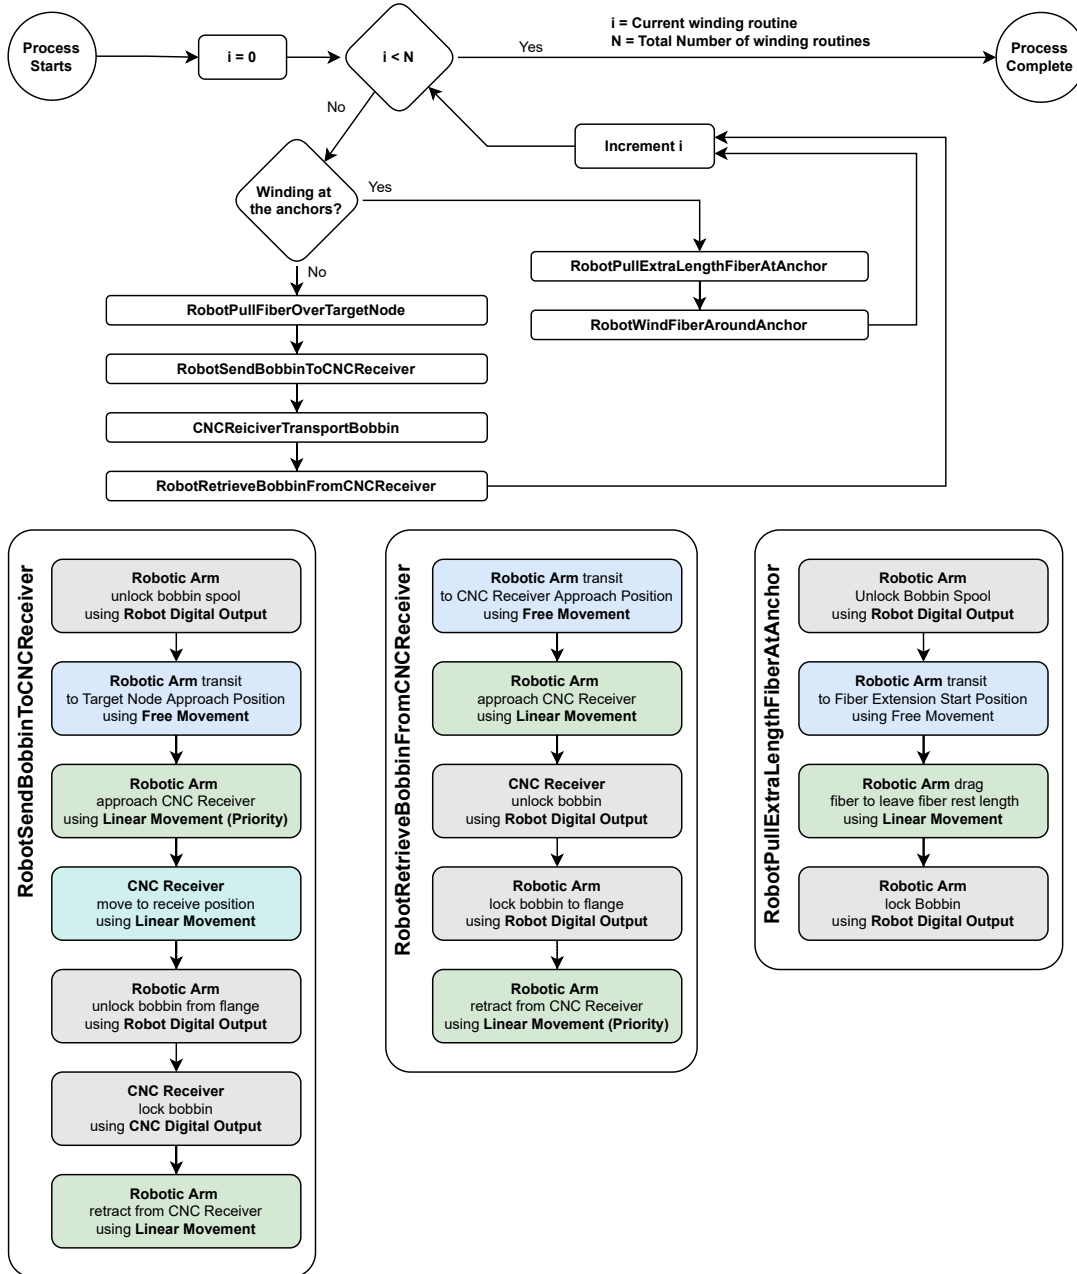 Process
Starts
i = 0
i < N
Yes
i = Current winding routine
N = Total Number of winding routines
Process
Complete
No
Increment i
Winding at
the anchors?
Yes
No
RobotPullExtraLengthFiberAtAnchor
RobotWindFiberAroundAnchor
RobotPullFiberOverTargetNode
RobotSendBobbinToCNCReceiver
CNCReiciverTransportBobbin
RobotRetrieveBobbinFromCNCReceiver
RobotSendBobbinToCNCReceiver
Robotic Arm
unlock bobbin spool
using Robot Digital Output
Robotic Arm transit
to Target Node Approach Position
using Free Movement
Robotic Arm
approach CNC Receiver
using Linear Movement (Priority)
CNC Receiver
move to receive position
using Linear Movement
Robotic Arm
unlock bobbin from flange
using Robot Digital Output
CNC Receiver
lock bobbin
using CNC Digital Output
Robotic Arm
retract from CNC Receiver
using Linear Movement
RobotRetrieveBobbinFromCNCReceiver
Robotic Arm transit
to CNC Receiver Approach Position
using Free Movement
Robotic Arm
approach CNC Receiver
using Linear Movement
CNC Receiver
unlock bobbin
using Robot Digital Output
Robotic Arm
lock bobbin to flange
using Robot Digital Output
Robotic Arm
retract from CNC Receiver
using Linear Movement (Priority)
RobotPullExtraLengthFiberAtAnchor
Robotic Arm
Unlock Bobbin Spool
using Robot Digital Output
Robotic Arm transit
to Fiber Extension Start Position
using Free Movement
Robotic Arm drag
fiber to leave fiber rest length
using Linear Movement
Robotic Arm
lock Bobbin
using Robot Digital Output